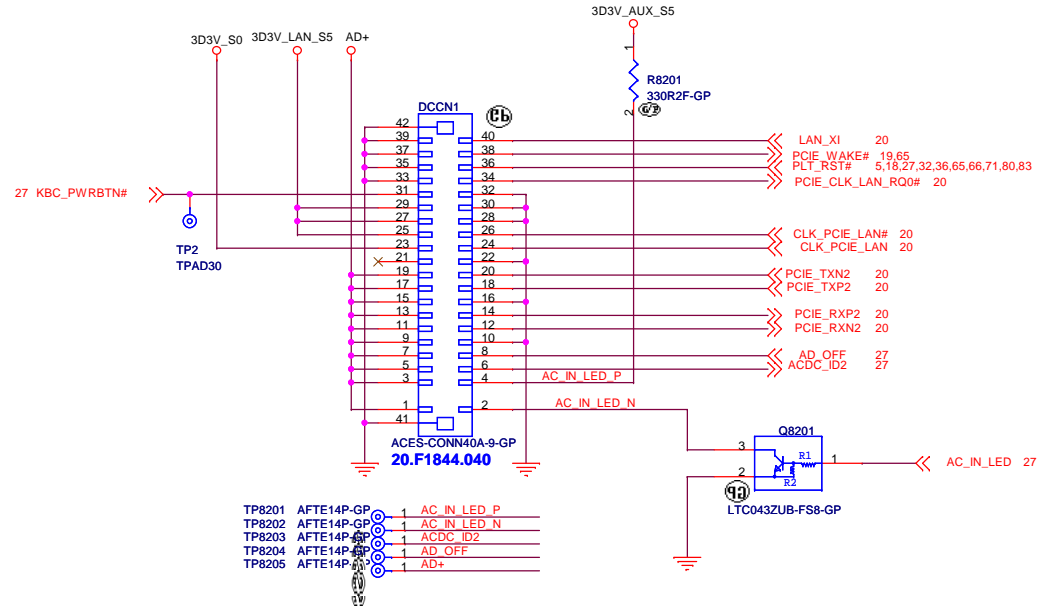 3D3V_AUX_S5
3D3V_S0 3D3V_LAN_S5 AD+
1
R8201
330R2F-GP
2
DCCN1
42
39 40 LAN_XI 20
37 38 PCIE_WAKE# 19,65
35 36 PLT_RST# 5,18,27,32,36,65,66,71,80,83
33 34 PCIE_CLK_LAN_RQ0# 20
27 KBC_PWRBTN# 31 32
29 30
27 28
25 26 CLK_PCIE_LAN# 20
23 24 CLK_PCIE_LAN 20
TP2
TPAD30
21 22
19 20 PCIE_TXN2 20
17 18 PCIE_TXP2 20
15 16
13 14 PCIE_RXP2 20
11 12 PCIE_RXN2 20
9 10
7 8 AD_OFF 27
5 6 ACDC_ID2 27
3 4 AC_IN_LED_P
1 2 AC_IN_LED_N
41
ACES-CONN40A-9-GP
20.F1844.040
Q8201
3 R1 1 AC_IN_LED 27
2 R2
LTC043ZUB-FS8-GP
TP8201 AFTE14P-GP 1 AC_IN_LED_P
TP8202 AFTE14P-GP 1 AC_IN_LED_N
TP8203 AFTE14P-GP 1 ACDC_ID2
TP8204 AFTE14P-GP 1 AD_OFF
TP8205 AFTE14P-GP 1 AD+